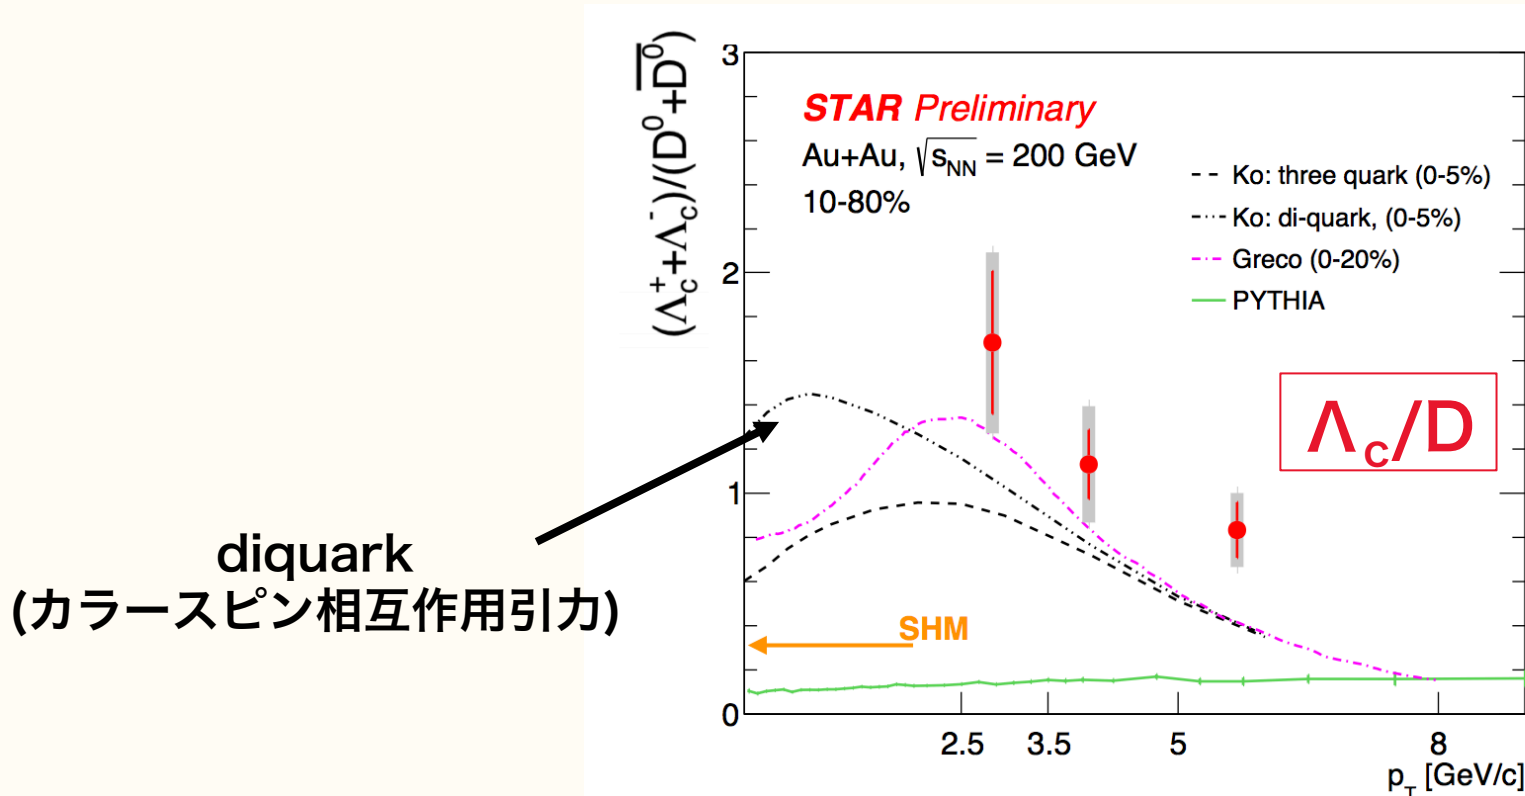 (Λc⁺+Λc⁻)/(D⁰+D̅⁰)
3
2
1
0
STAR Preliminary
Au+Au, √sNN = 200 GeV
10-80%
Ko: three quark (0-5%)
Ko: di-quark, (0-5%)
Greco (0-20%)
PYTHIA
Λc/D
diquark
(カラースピン相互作用引力)
SHM
2.5 3.5 5 8
pT [GeV/c]